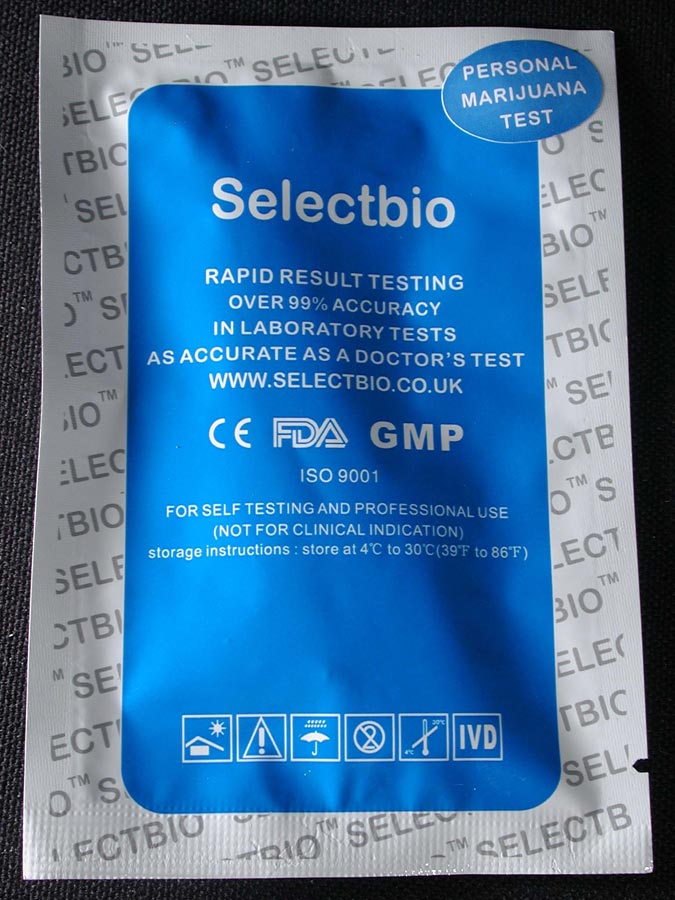 PERSONAL
MARIJUANA
TEST
Selectbio
RAPID RESULT TESTING
OVER 99% ACCURACY
IN LABORATORY TESTS
AS ACCURATE AS A DOCTOR'S TEST
WWW.SELECTBIO.CO.UK
CE FDA GMP
ISO 9001
FOR SELF TESTING AND PROFESSIONAL USE
(NOT FOR CLINICAL INDICATION)
storage instructions : store at 4℃ to 30℃(39℉ to 86℉)
4℃ 20℃ IVD